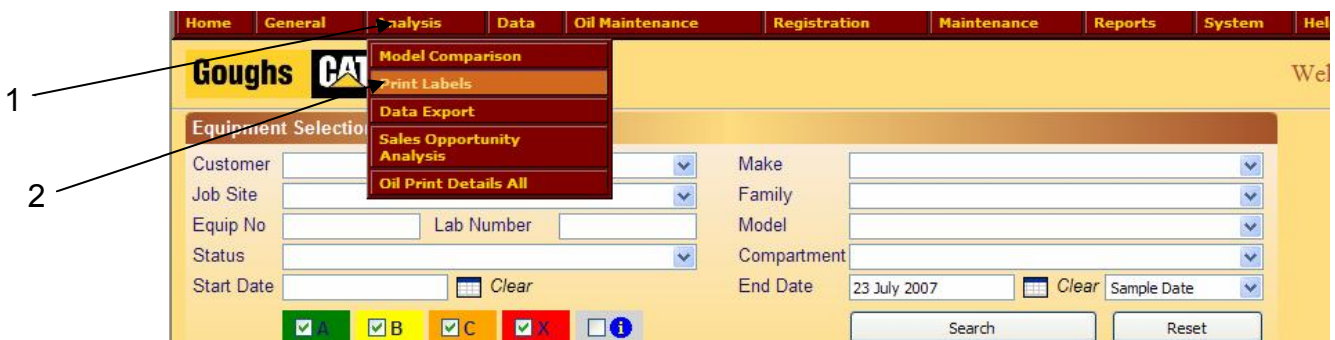 Home General Analysis Data Oil Maintenance Registration Maintenance Reports System Hel
Model Comparison
Goughs CAT
Wel
1
Print Labels
Data Export
Equipment Selection
Sales Opportunity
Analysis
Customer
Make
2
Oil Print Details All
Job Site
Family
Equip No Lab Number Model
Status Compartment
Start Date Clear End Date 23 July 2007 Clear Sample Date
A B C X i Search Reset